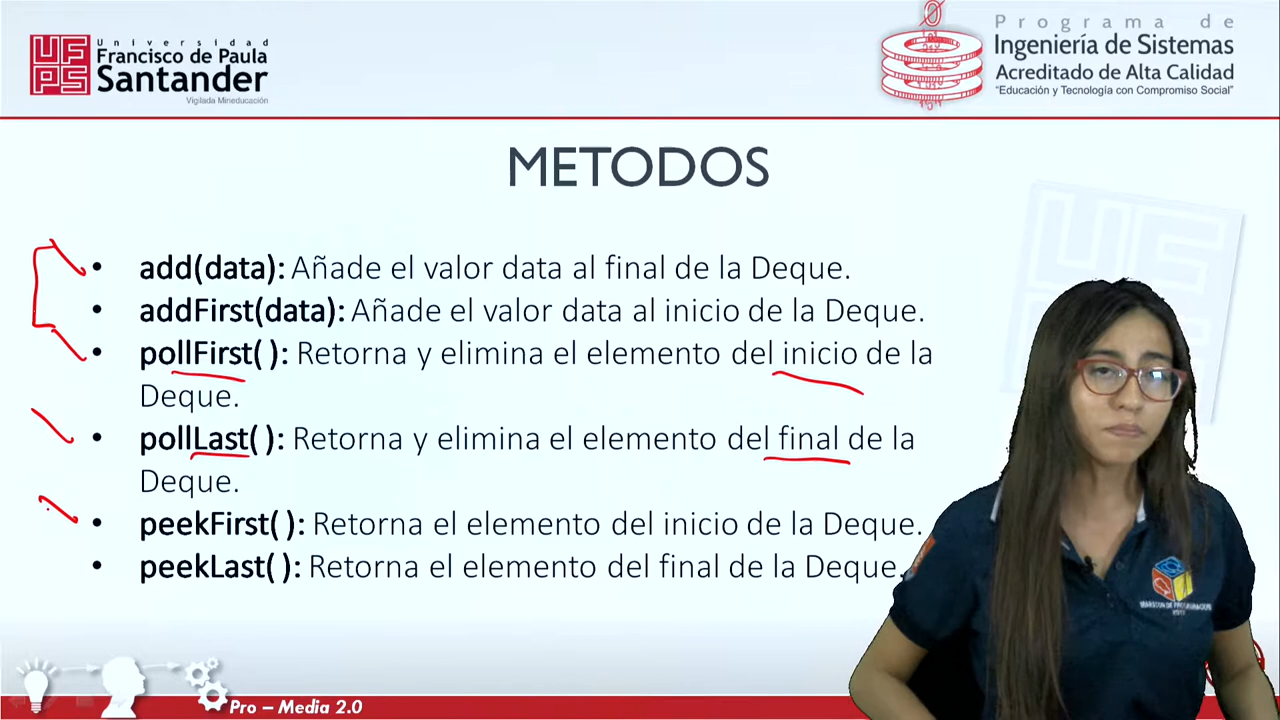 UFPS
Universidad
Francisco de Paula
Santander
Vigilada Mineducación
Programa de
Ingeniería de Sistemas
Acreditado de Alta Calidad
"Educación y Tecnología con Compromiso Social"
METODOS
• add(data): Añade el valor data al final de la Deque.
• addFirst(data): Añade el valor data al inicio de la Deque.
• pollFirst( ): Retorna y elimina el elemento del inicio de la
Deque.
• pollLast( ): Retorna y elimina el elemento del final de la
Deque.
• peekFirst( ): Retorna el elemento del inicio de la Deque.
• peekLast( ): Retorna el elemento del final de la Deque.
Pro – Media 2.0